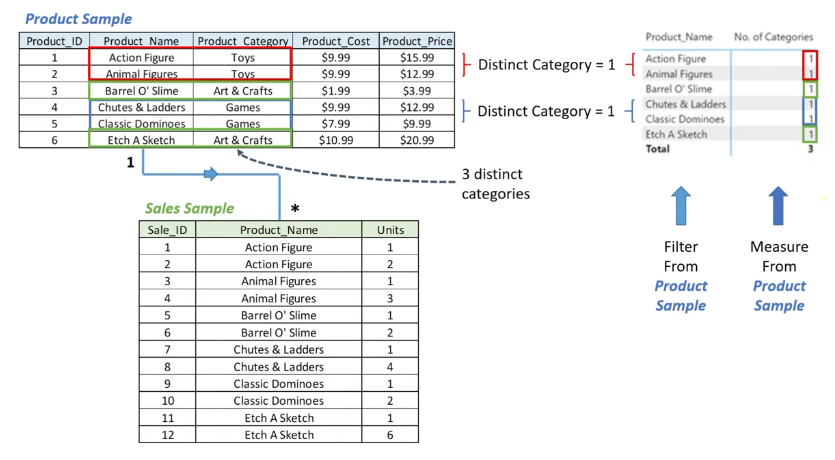 Product Sample
Product_ID Product_Name Product_Category Product_Cost Product_Price
1 Action Figure Toys $9.99 $15.99
2 Animal Figures Toys $9.99 $12.99
3 Barrel O' Slime Art & Crafts $1.99 $3.99
4 Chutes & Ladders Games $9.99 $12.99
5 Classic Dominoes Games $7.99 $9.99
6 Etch A Sketch Art & Crafts $10.99 $20.99
Distinct Category = 1
Distinct Category = 1
Product_Name No. of Categories
Action Figure 1
Animal Figures 1
Barrel O' Slime 1
Chutes & Ladders 1
Classic Dominoes 1
Etch A Sketch 1
Total 3
1
3 distinct
categories
*
Sales Sample
Sale_ID Product_Name Units
1 Action Figure 1
2 Action Figure 2
3 Animal Figures 1
4 Animal Figures 3
5 Barrel O' Slime 1
6 Barrel O' Slime 2
7 Chutes & Ladders 1
8 Chutes & Ladders 4
9 Classic Dominoes 1
10 Classic Dominoes 2
11 Etch A Sketch 1
12 Etch A Sketch 6
Filter
From
Product
Sample
Measure
From
Product
Sample